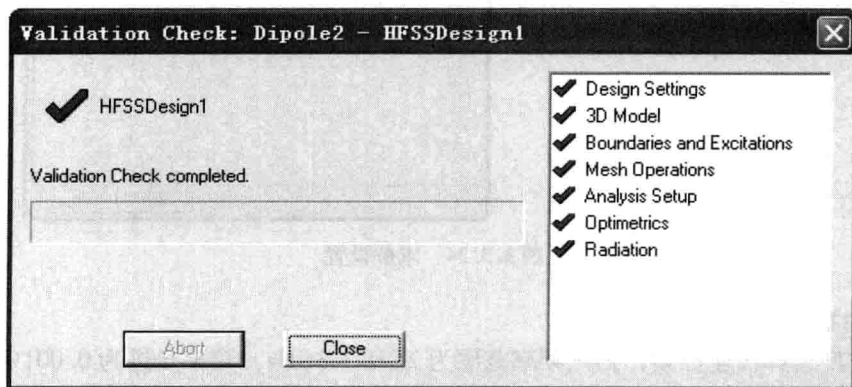 Validation Check: Dipole2 - HFSSDesign1
HFSSDesign1
Validation Check completed.
Abort
Close
Design Settings
3D Model
Boundaries and Excitations
Mesh Operations
Analysis Setup
Optimetrics
Radiation